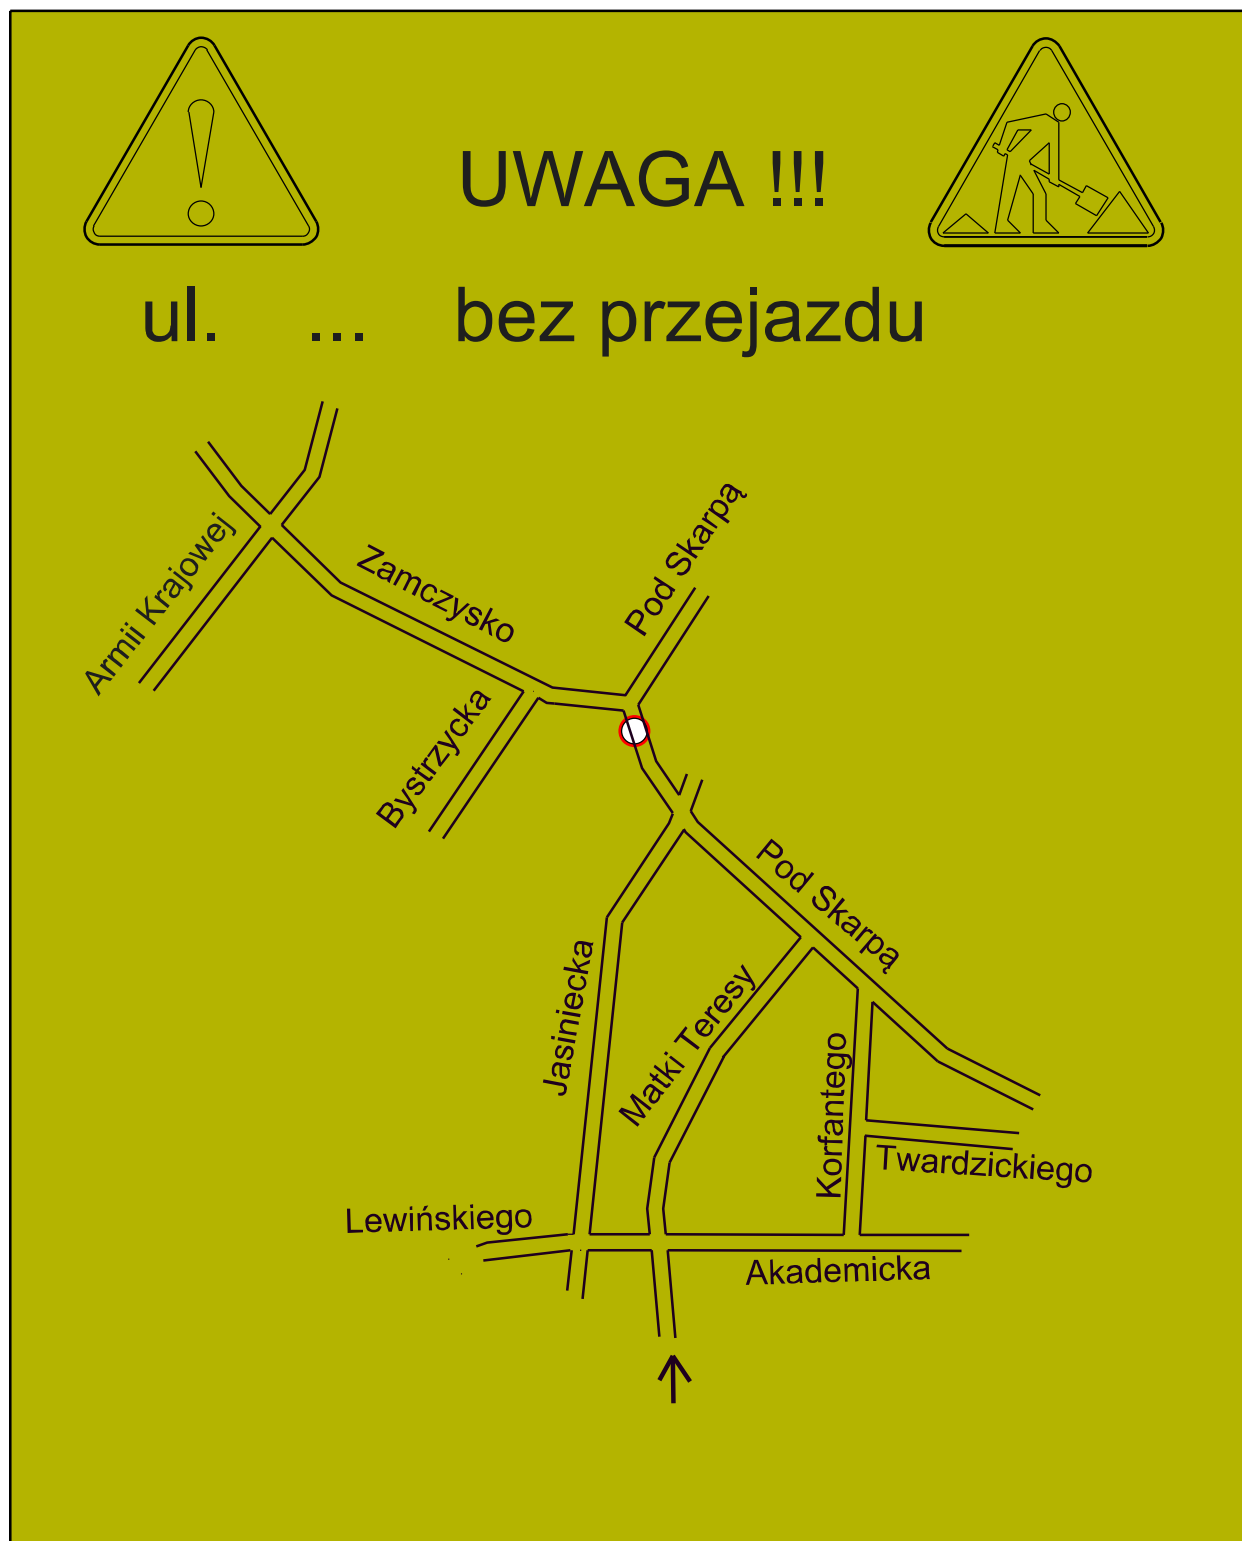 UWAGA !!!
ul. ... bez przejazdu
Armii Krajowej
Zamczysko
Pod Skarpą
Bystrzycka
Pod Skarpą
Jasiniecka
Matki Teresy
Korfantego
Twardzickiego
Lewińskiego
Akademicka